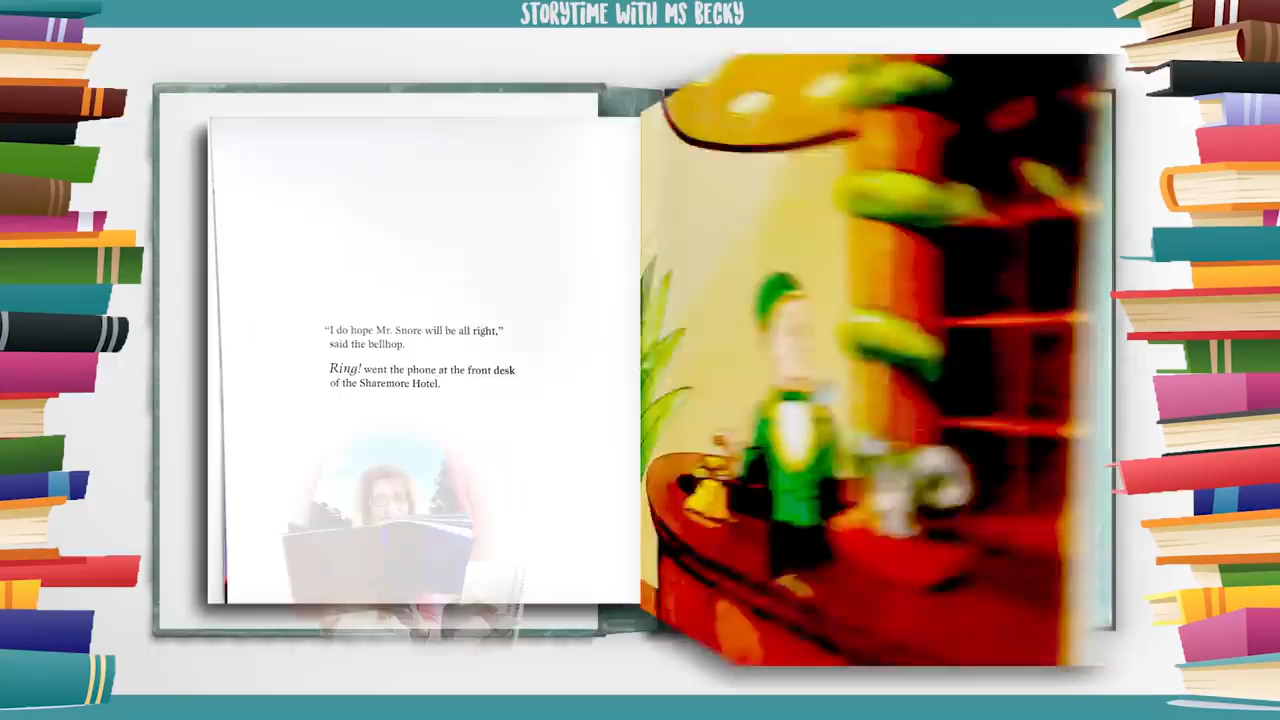 STORYTIME WITH MS BECKY
“I do hope Mr. Snore will be all right,”
said the bellhop.
Ring! went the phone at the front desk
of the Sharemore Hotel.